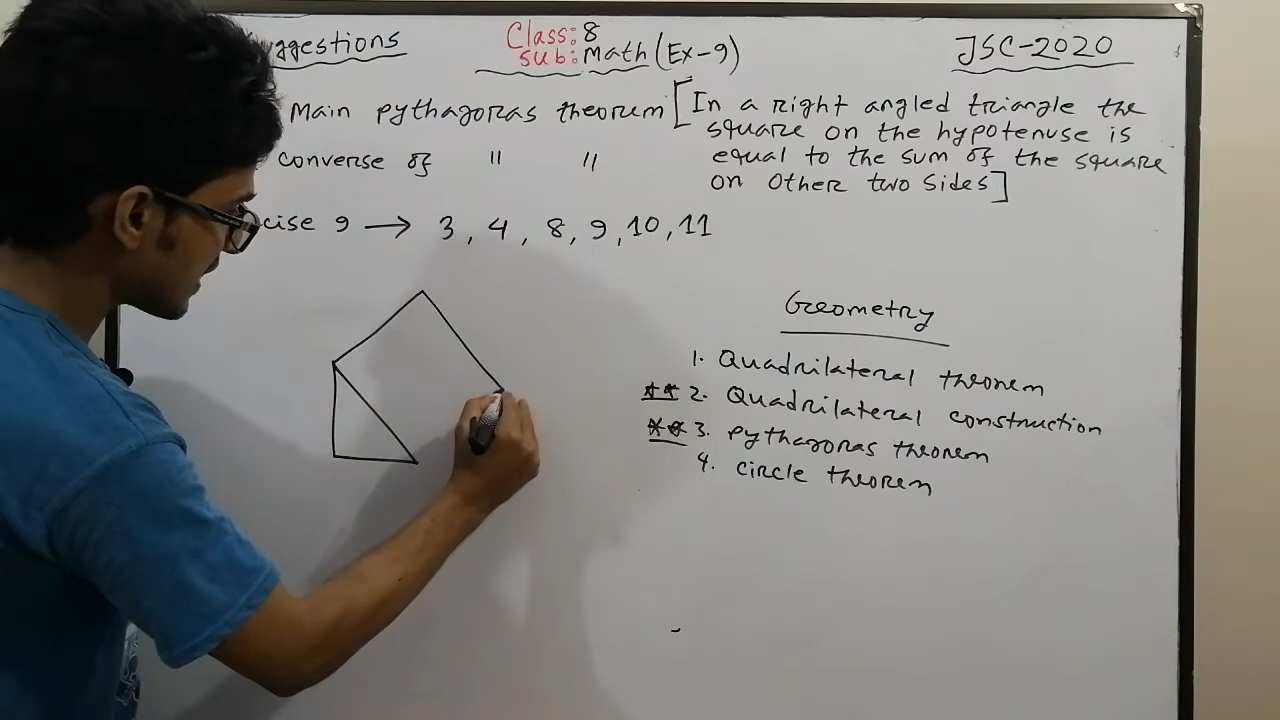 ggestions
Class: 8
Sub: Math (Ex-9)
JSC-2020
Main pythagoras theorem [In a right angled triangle the
square on the hypotenuse is
equal to the sum of the square
on other two sides]
converse of " "
cise 9 → 3, 4, 8, 9, 10, 11
Geometry
1. Quadrilateral theorem
** 2. Quadrilateral construction
** 3. pythagoras theorem
4. circle theorem